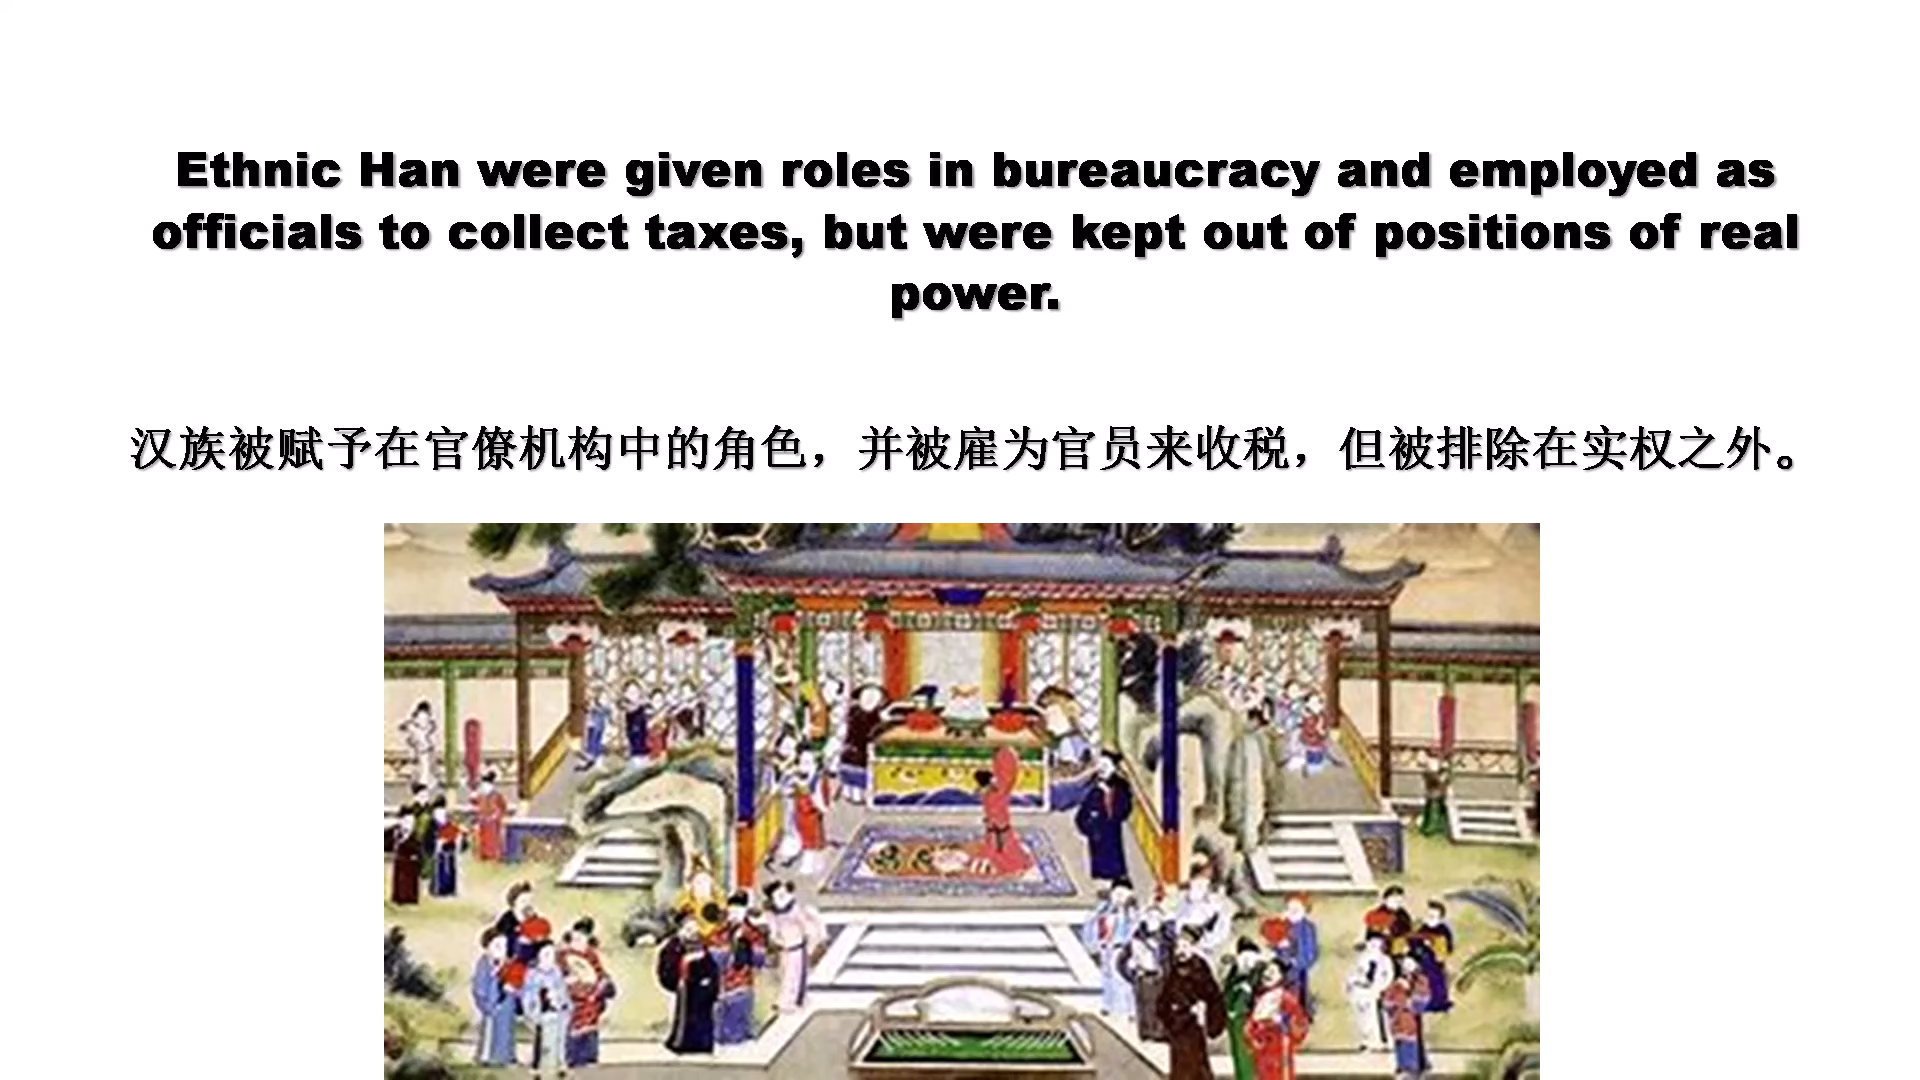 Ethnic Han were given roles in bureaucracy and employed as
officials to collect taxes, but were kept out of positions of real
power.
汉族被赋予在官僚机构中的角色，并被雇为官员来收税，但被排除在实权之外。